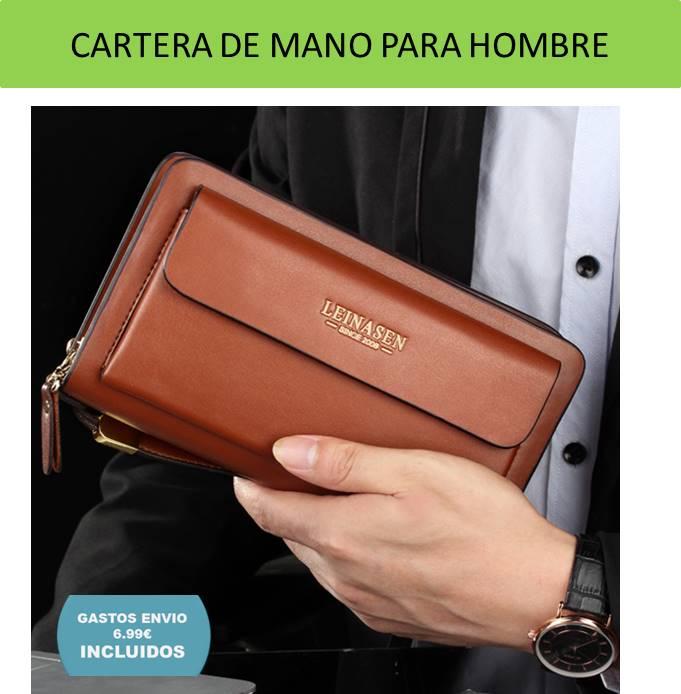 CARTERA DE MANO PARA HOMBRE
LEINASEN
SINCE 2009
GASTOS ENVIO
6.99€
INCLUIDOS